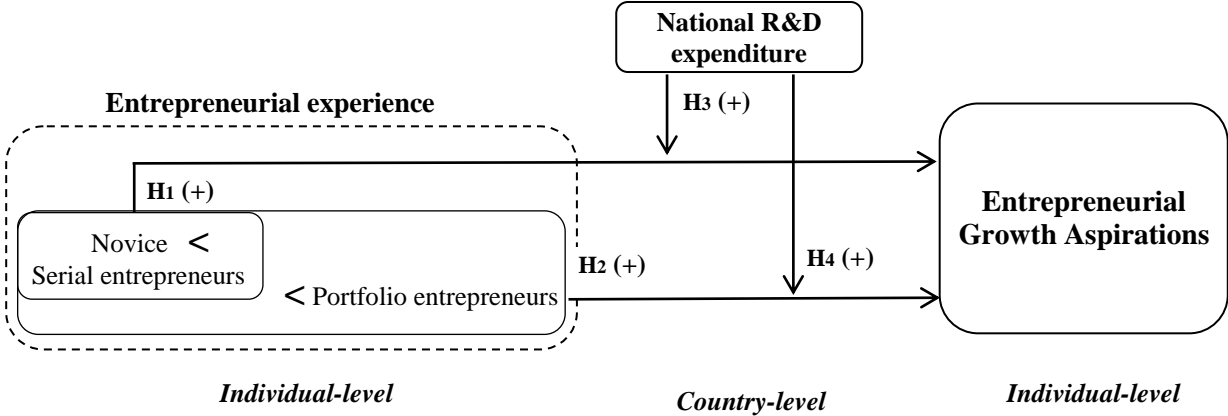 National R&D
expenditure
Entrepreneurial experience
H3 (+)
H1 (+)
Novice <
Serial entrepreneurs
< Portfolio entrepreneurs
H2 (+)
H4 (+)
Entrepreneurial
Growth Aspirations
Individual-level
Country-level
Individual-level